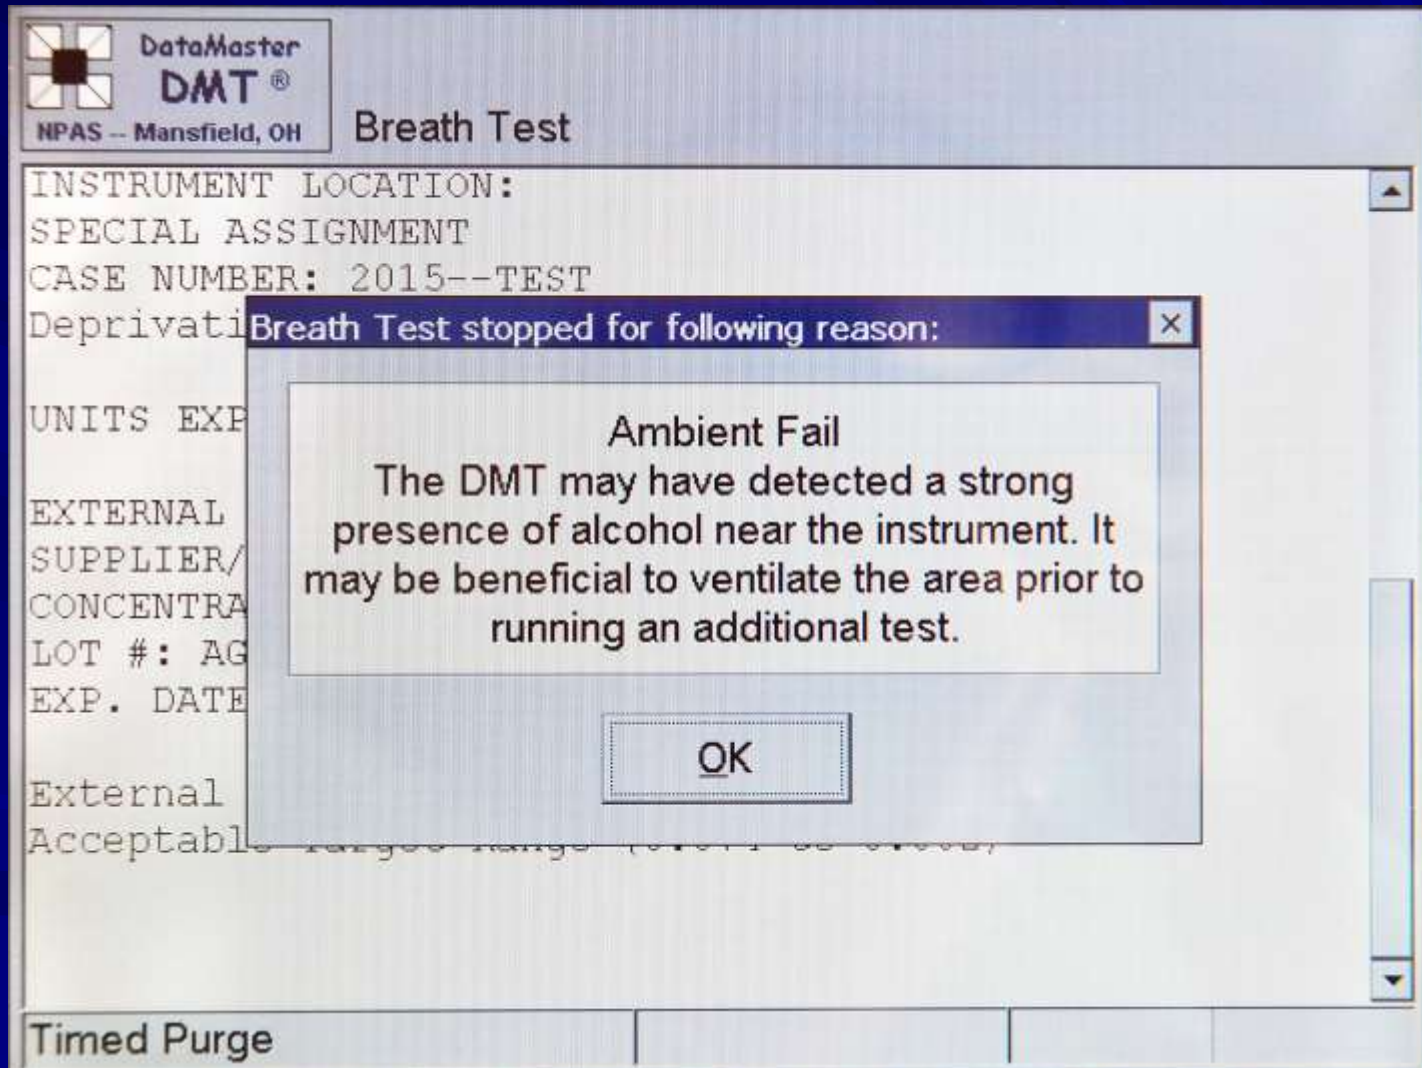 DataMaster
DMT ®
NPAS -- Mansfield, OH
Breath Test
INSTRUMENT LOCATION:
SPECIAL ASSIGNMENT
CASE NUMBER: 2015--TEST
Deprivati
Breath Test stopped for following reason:
UNITS EXP
Ambient Fail
The DMT may have detected a strong
presence of alcohol near the instrument. It
may be beneficial to ventilate the area prior to
running an additional test.
EXTERNAL
SUPPLIER/
CONCENTRA
LOT #: AG
EXP. DATE
OK
External
Acceptable Target Range
Timed Purge